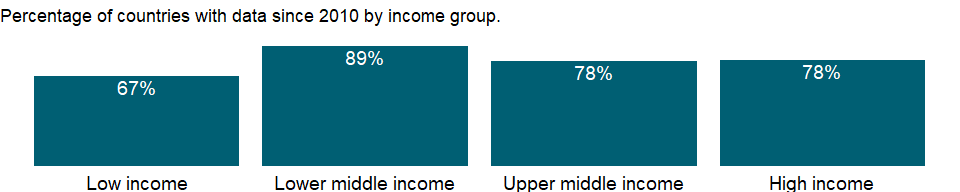 Percentage of countries with data since 2010 by income group.
67%
89%
78%
78%
Low income
Lower middle income
Upper middle income
High income